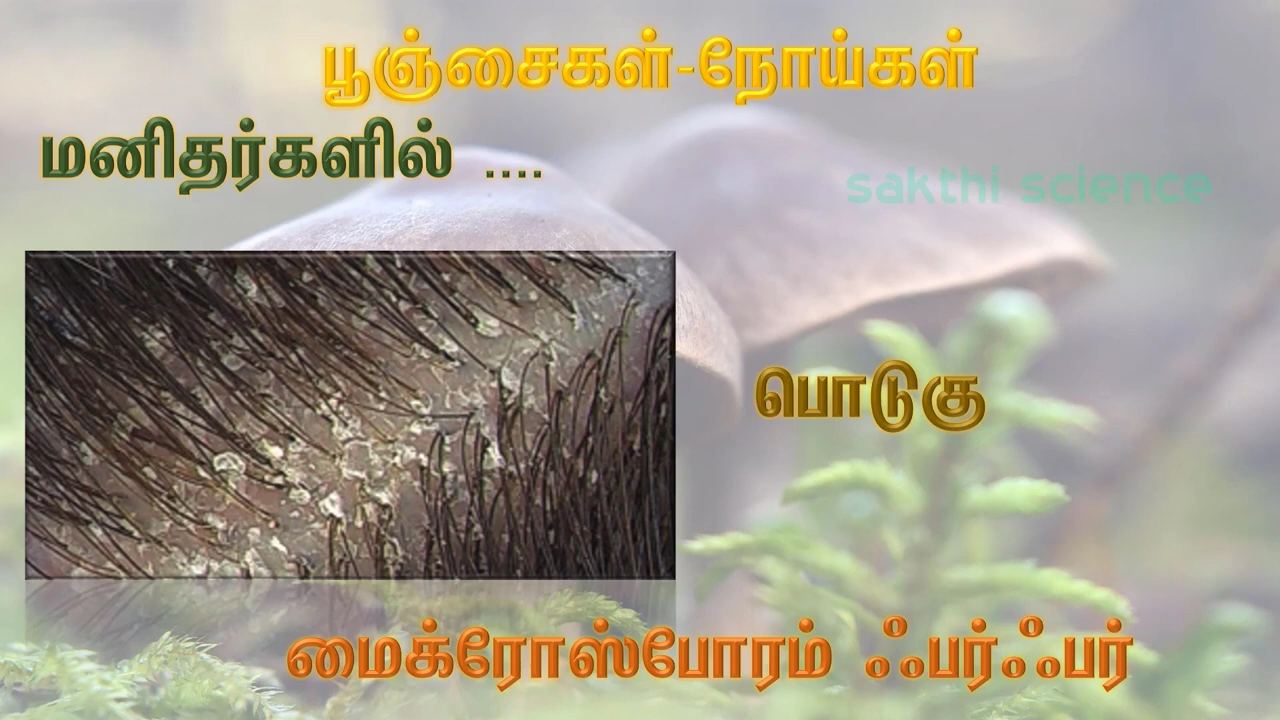 பூஞ்சைகள்-நோய்கள்
மனிதர்களில் ....
sakthi science
பொடுகு
மைக்ரோஸ்போரம் ஃபர்ஃபர்